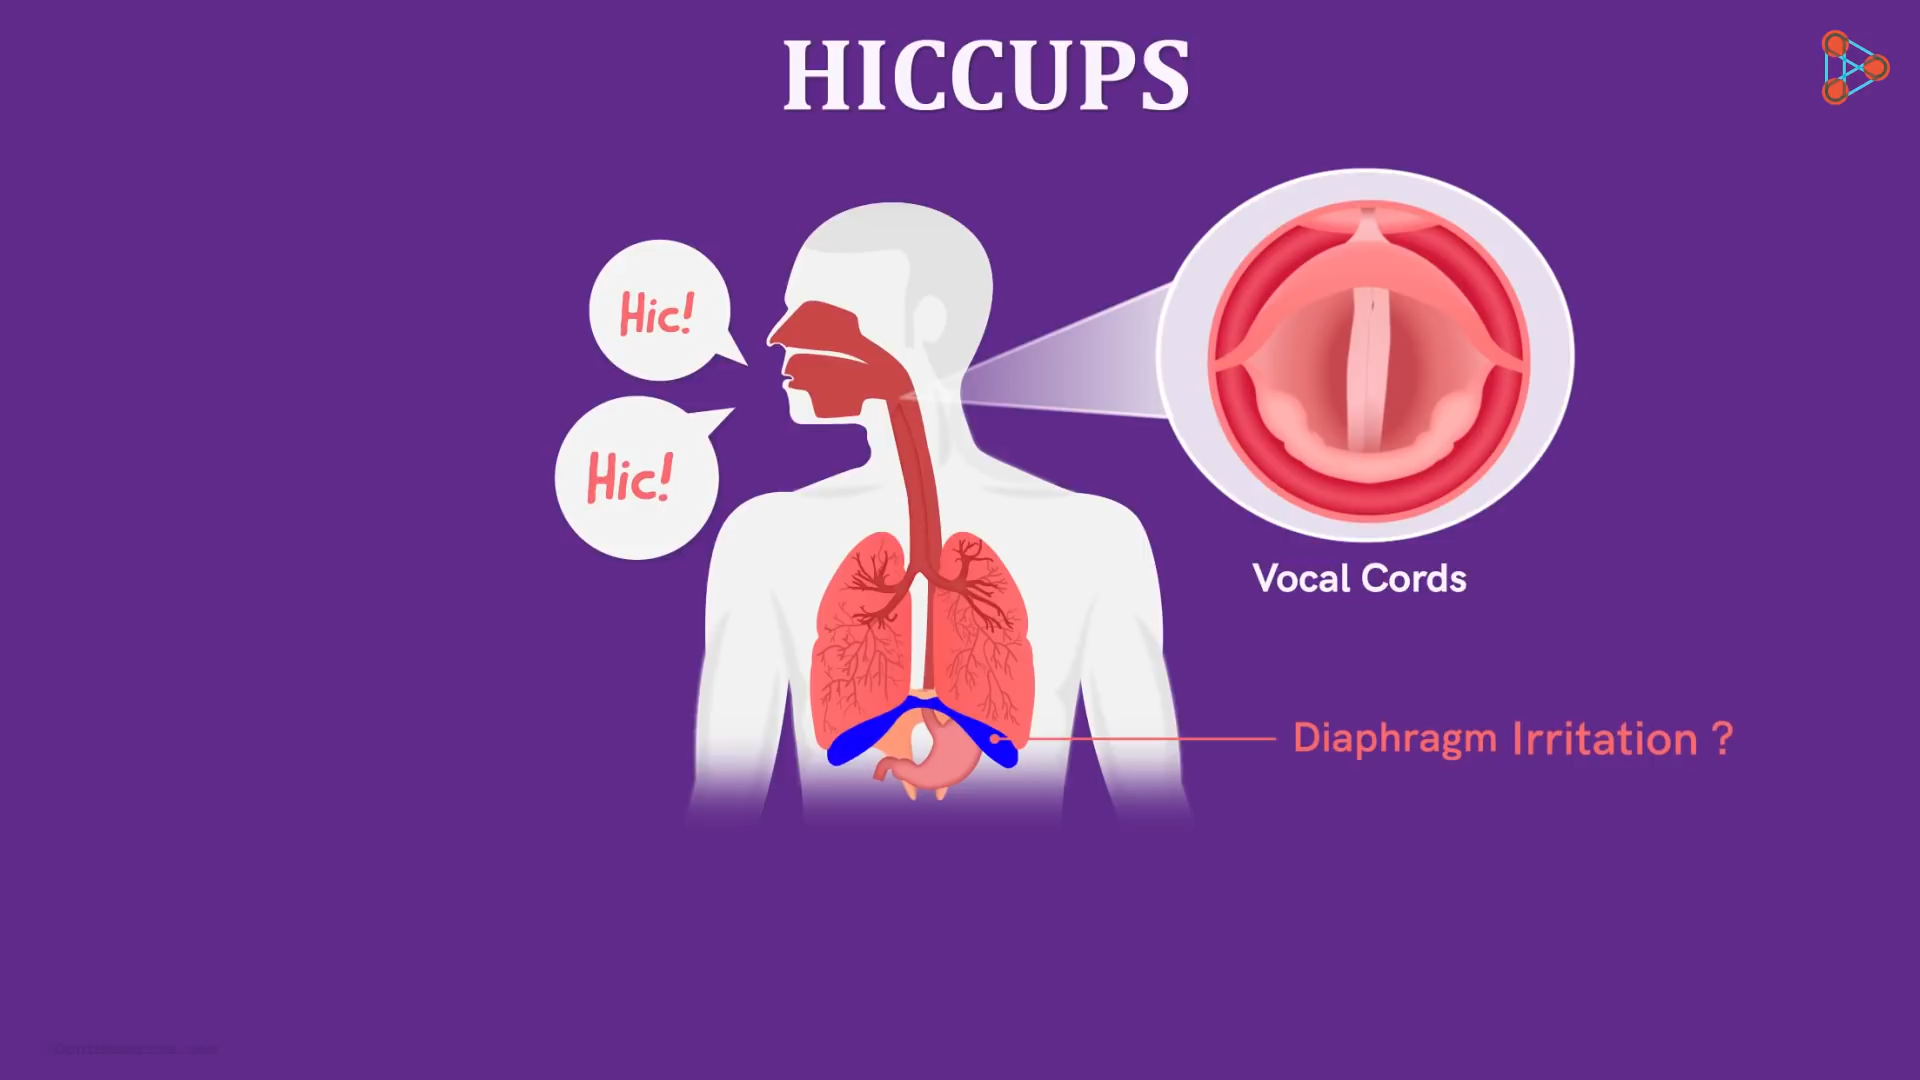 HICCUPS
Hic!
Hic!
Vocal Cords
Diaphragm Irritation ?